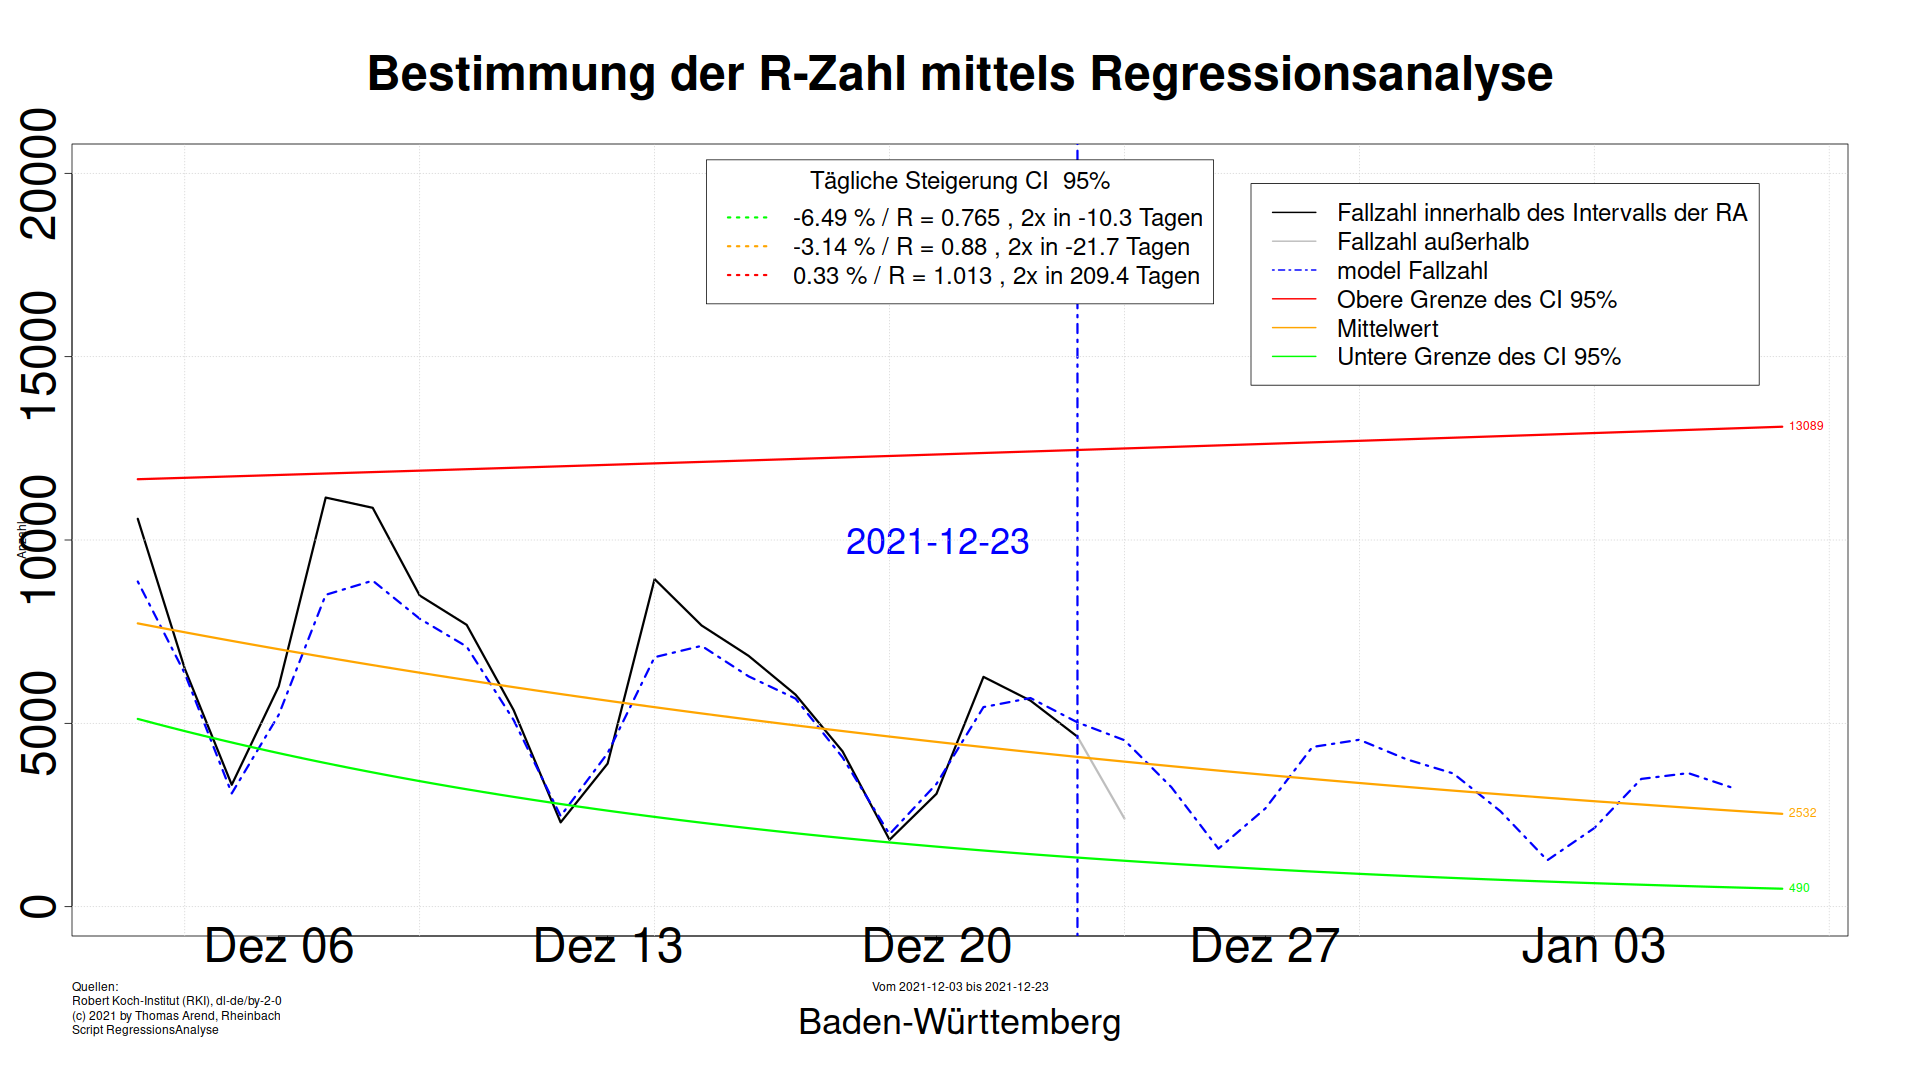 Bestimmung der R-Zahl mittels Regressionsanalyse
Tägliche Steigerung CI 95%
-6.49 % / R = 0.765 , 2x in -10.3 Tagen
-3.14 % / R = 0.88 , 2x in -21.7 Tagen
0.33 % / R = 1.013 , 2x in 209.4 Tagen
Fallzahl innerhalb des Intervalls der RA
Fallzahl außerhalb
model Fallzahl
Obere Grenze des CI 95%
Mittelwert
Untere Grenze des CI 95%
20000
15000
10000
5000
0
Anzahl
2021-12-23
13089
2532
490
Dez 06
Dez 13
Dez 20
Dez 27
Jan 03
Quellen:
Robert Koch-Institut (RKI), dl-de/by-2-0
(c) 2021 by Thomas Arend, Rheinbach
Script RegressionsAnalyse
Vom 2021-12-03 bis 2021-12-23
Baden-Württemberg